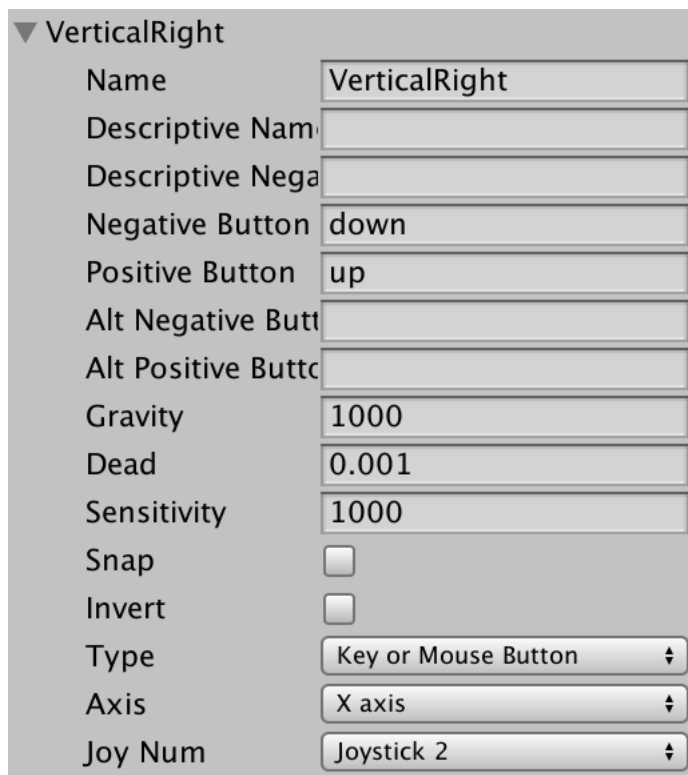 VerticalRight
Name VerticalRight
Descriptive Nam
Descriptive Nega
Negative Button down
Positive Button up
Alt Negative Butt
Alt Positive Butto
Gravity 1000
Dead 0.001
Sensitivity 1000
Snap
Invert
Type Key or Mouse Button
Axis X axis
Joy Num Joystick 2